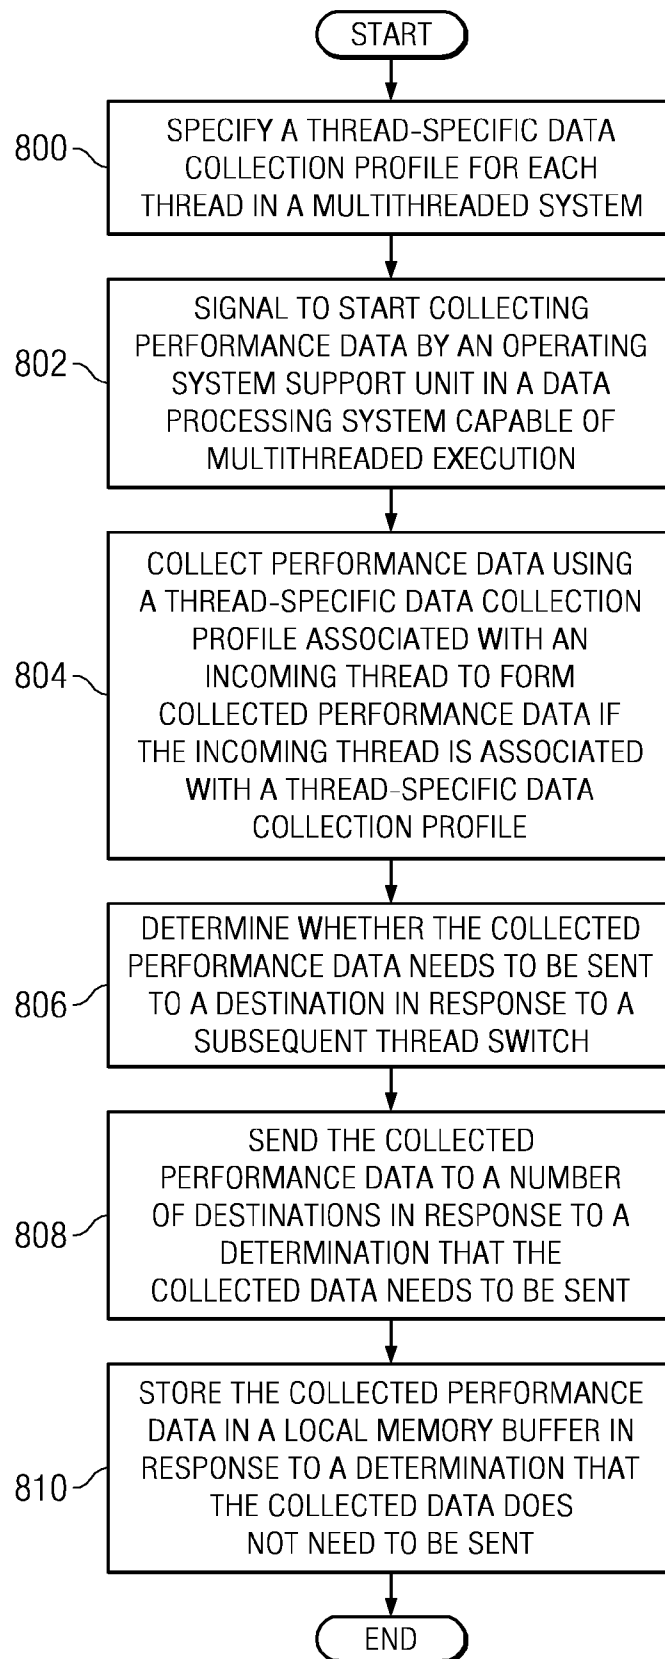 START
800
SPECIFY A THREAD-SPECIFIC DATA
COLLECTION PROFILE FOR EACH
THREAD IN A MULTITHREADED SYSTEM
802
SIGNAL TO START COLLECTING
PERFORMANCE DATA BY AN OPERATING
SYSTEM SUPPORT UNIT IN A DATA
PROCESSING SYSTEM CAPABLE OF
MULTITHREADED EXECUTION
804
COLLECT PERFORMANCE DATA USING
A THREAD-SPECIFIC DATA COLLECTION
PROFILE ASSOCIATED WITH AN
INCOMING THREAD TO FORM
COLLECTED PERFORMANCE DATA IF
THE INCOMING THREAD IS ASSOCIATED
WITH A THREAD-SPECIFIC DATA
COLLECTION PROFILE
806
DETERMINE WHETHER THE COLLECTED
PERFORMANCE DATA NEEDS TO BE SENT
TO A DESTINATION IN RESPONSE TO A
SUBSEQUENT THREAD SWITCH
808
SEND THE COLLECTED
PERFORMANCE DATA TO A NUMBER
OF DESTINATIONS IN RESPONSE TO A
DETERMINATION THAT THE
COLLECTED DATA NEEDS TO BE SENT
810
STORE THE COLLECTED PERFORMANCE
DATA IN A LOCAL MEMORY BUFFER IN
RESPONSE TO A DETERMINATION THAT
THE COLLECTED DATA DOES
NOT NEED TO BE SENT
END